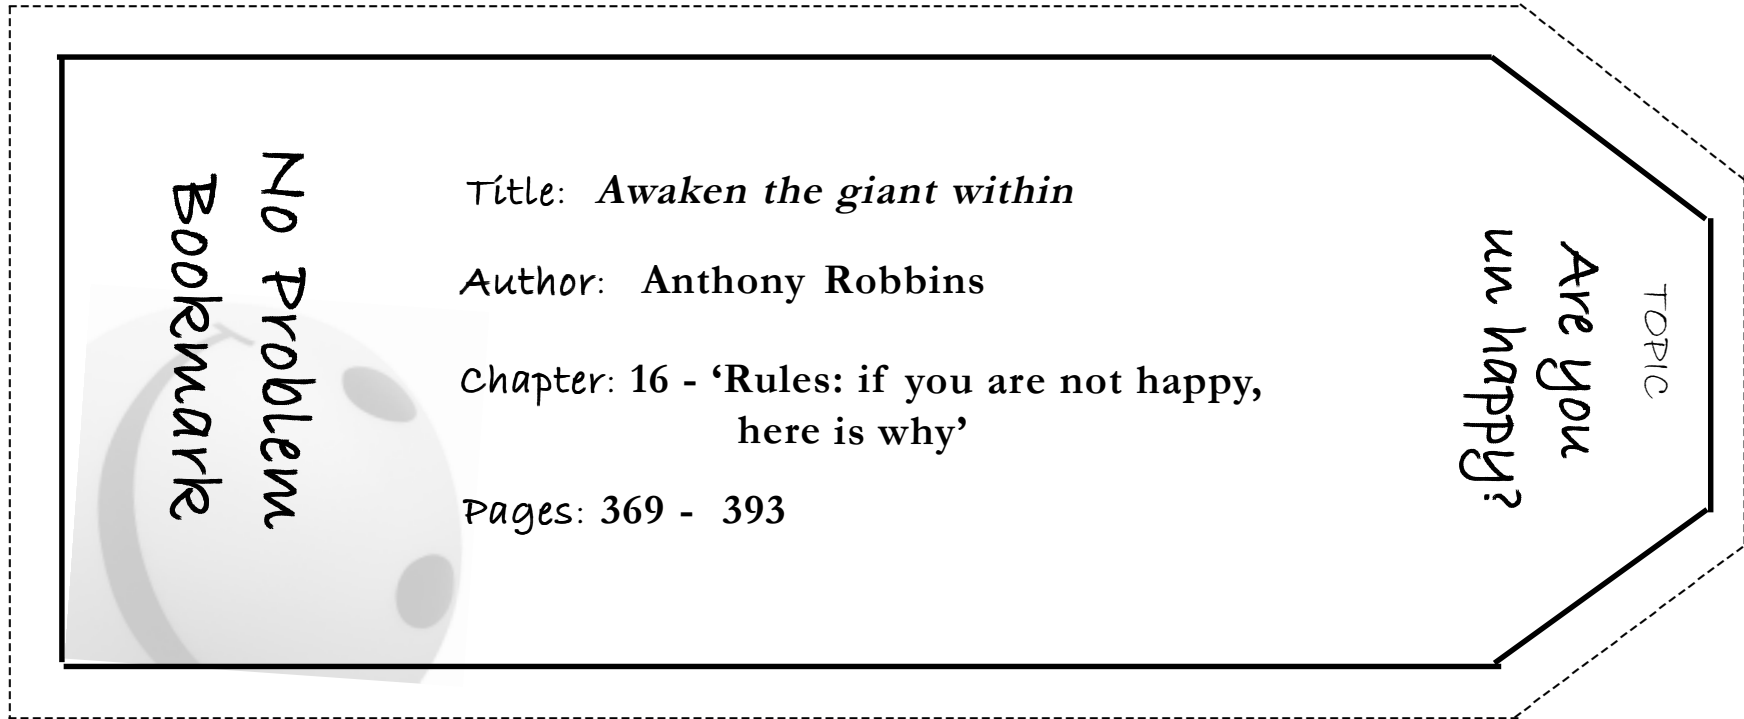 No Problem
Bookmark
Title: Awaken the giant within
Author: Anthony Robbins
Chapter: 16 - ‘Rules: if you are not happy,
here is why’
Pages: 369 - 393
TOPIC
Are you
un happy?